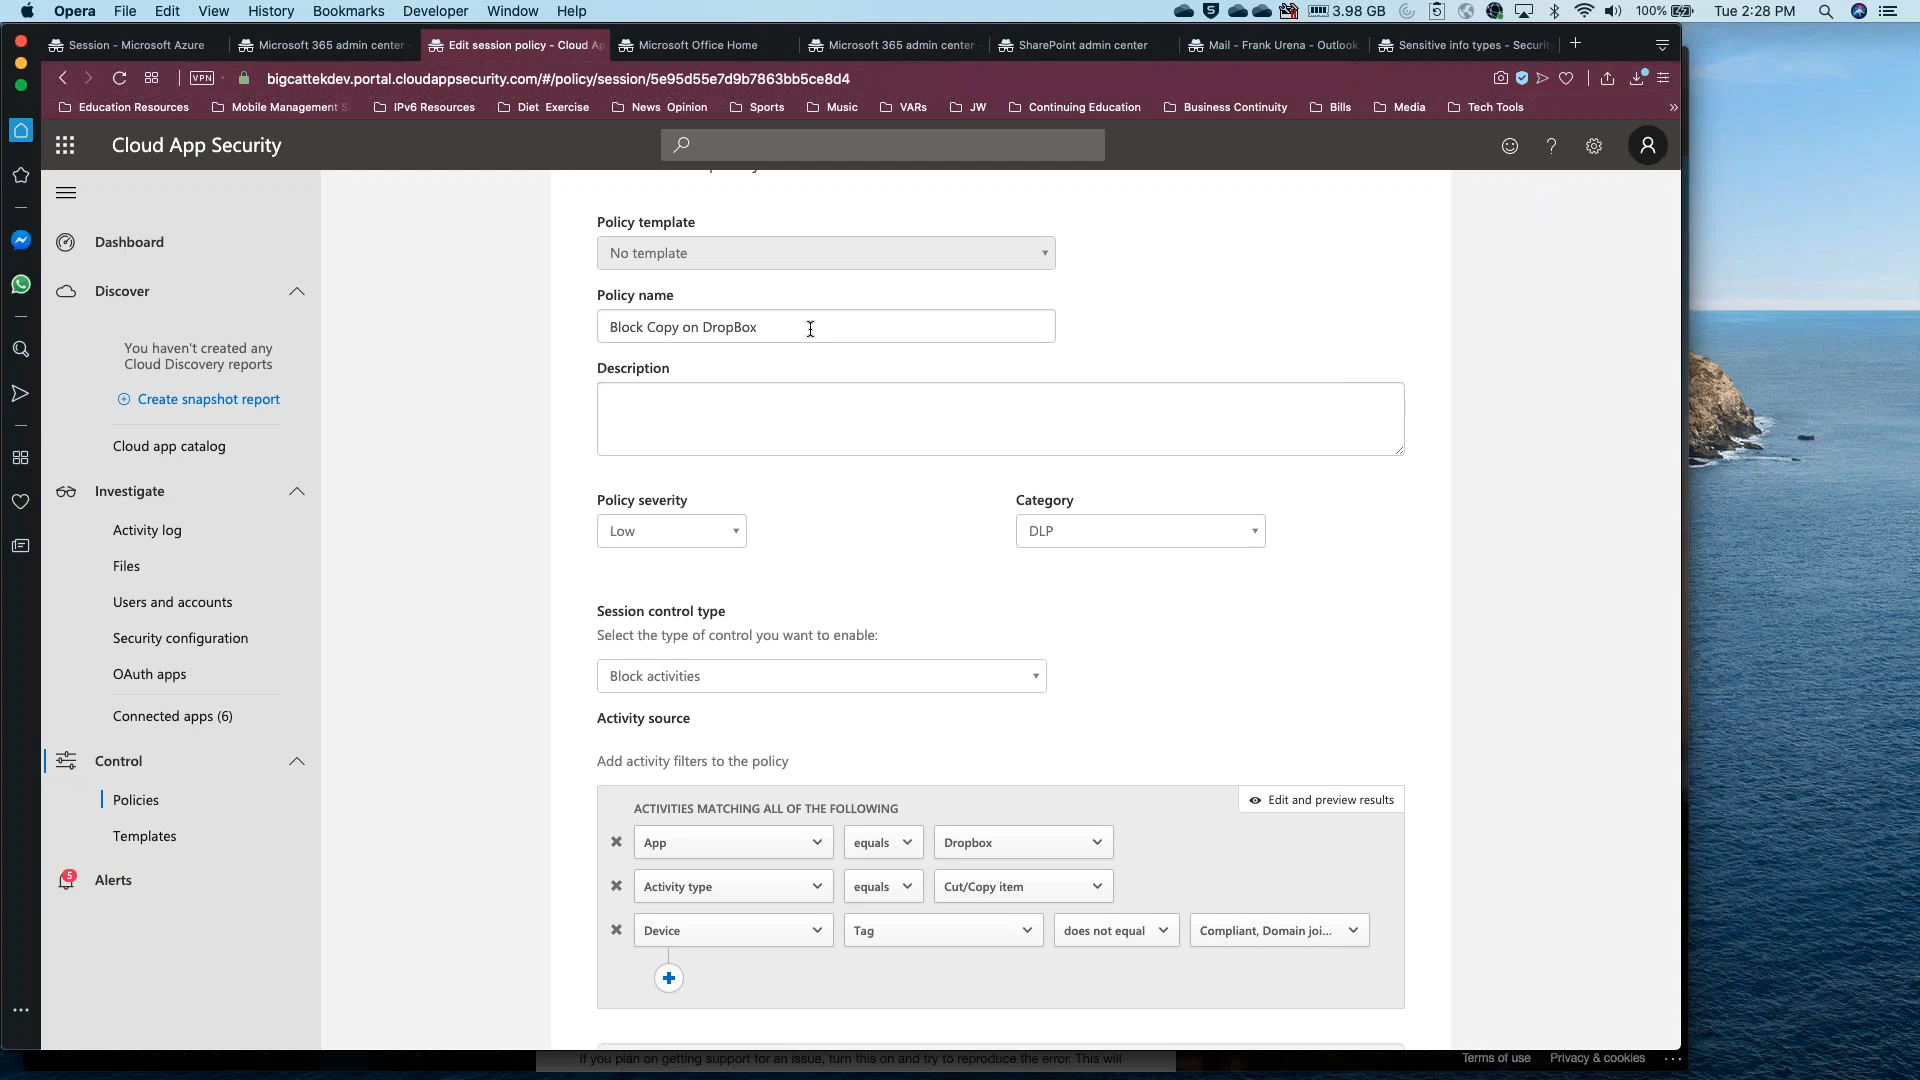 Opera File Edit View History Bookmarks Developer Window Help 3.98 GB 100% Tue 2:28 PM
Session - Microsoft Azure Microsoft 365 admin center - Edit session policy - Cloud Ap Microsoft Office Home Microsoft 365 admin center - SharePoint admin center Mail - Frank Urena - Outlook Sensitive info types - Securit
VPN bigcattekdev.portal.cloudappsecurity.com/#/policy/session/5e95d55e7d9b7863bb5ce8d4
Education Resources Mobile Management S IPv6 Resources Diet Exercise News Opinion Sports Music VARs JW Continuing Education Business Continuity Bills Media Tech Tools »
Cloud App Security ?
Policy template
No template
Policy name
Block Copy on DropBox
Description
Policy severity Category
Low DLP
Session control type
Select the type of control you want to enable:
Block activities
Activity source
Add activity filters to the policy
ACTIVITIES MATCHING ALL OF THE FOLLOWING Edit and preview results
App equals Dropbox
Activity type equals Cut/Copy item
Device Tag does not equal Compliant, Domain joi...
Dashboard
Discover
You haven't created any
Cloud Discovery reports
Create snapshot report
Cloud app catalog
Investigate
Activity log
Files
Users and accounts
Security configuration
OAuth apps
Connected apps (6)
Control
Policies
Templates
5 Alerts
If you plan on getting support for an issue, turn this on and try to reproduce the error. This will
Terms of use Privacy & cookies ...